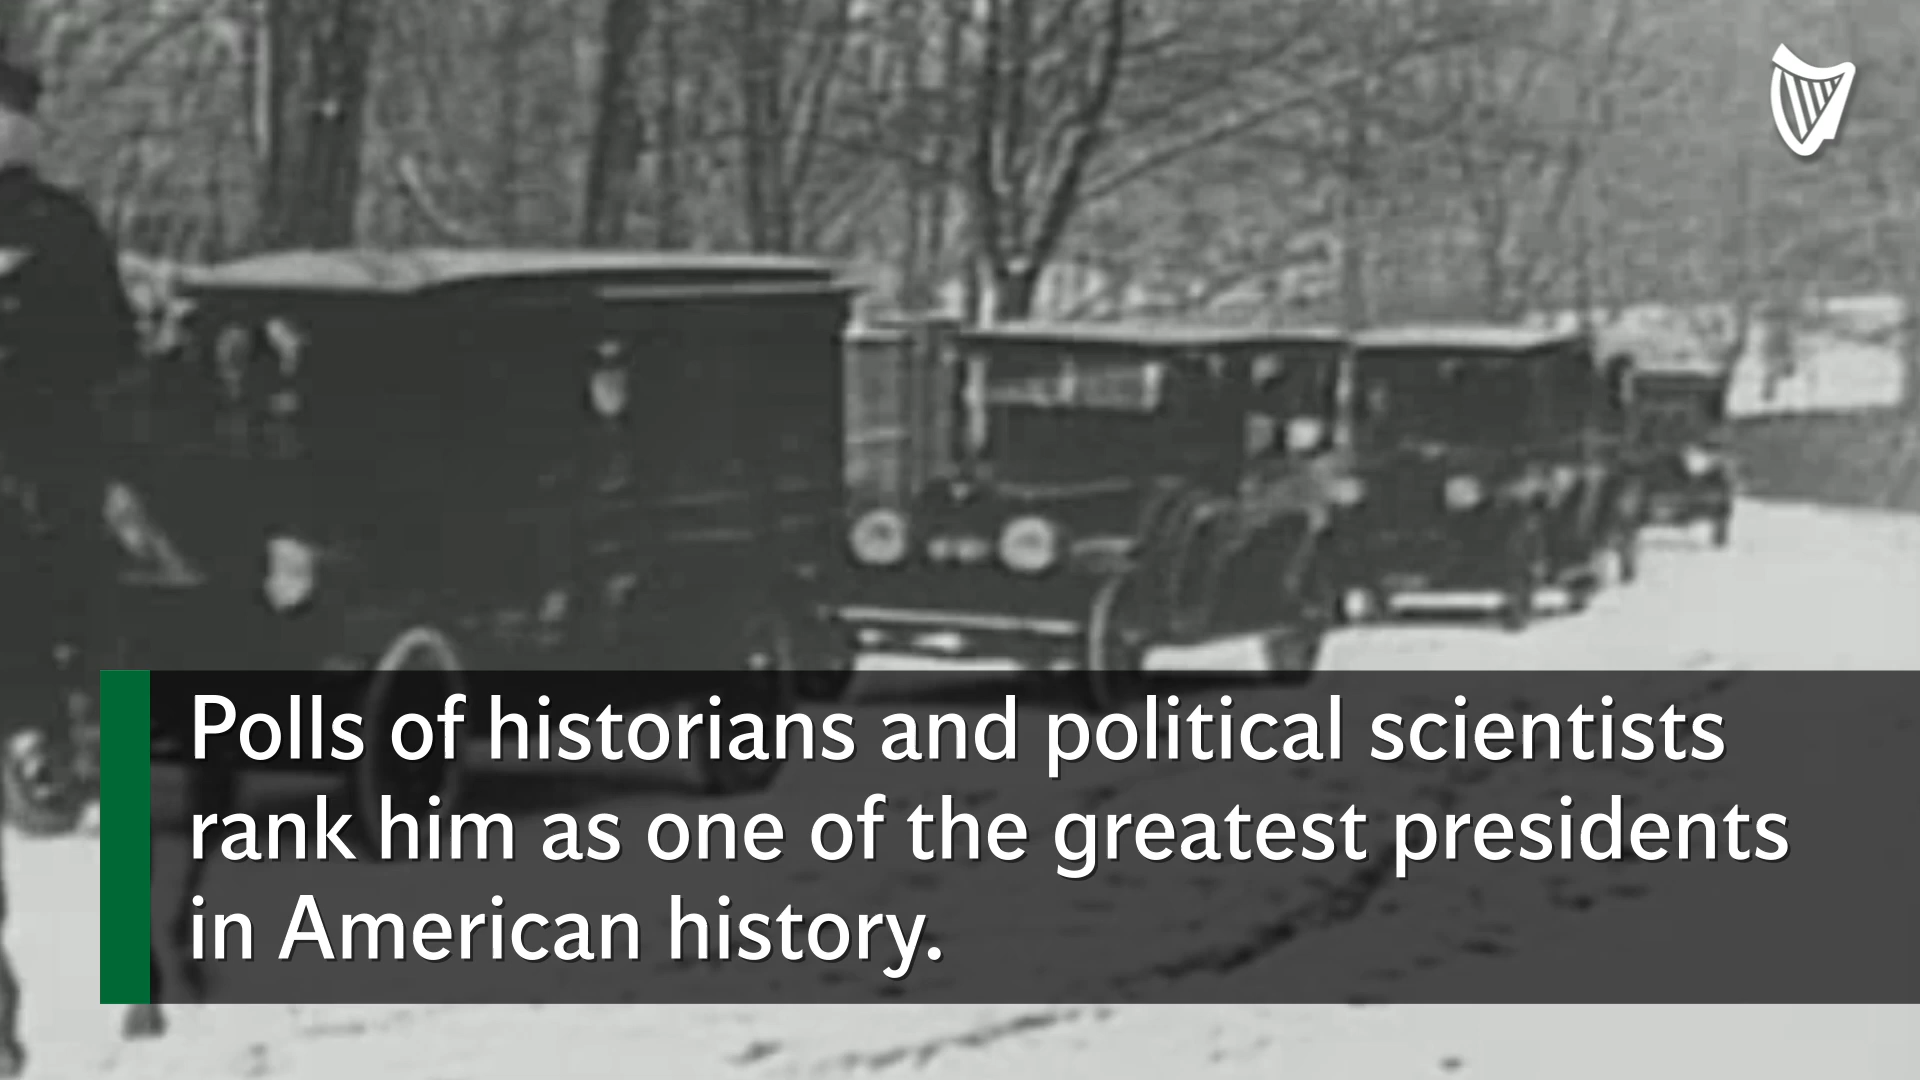 Polls of historians and political scientists
rank him as one of the greatest presidents
in American history.